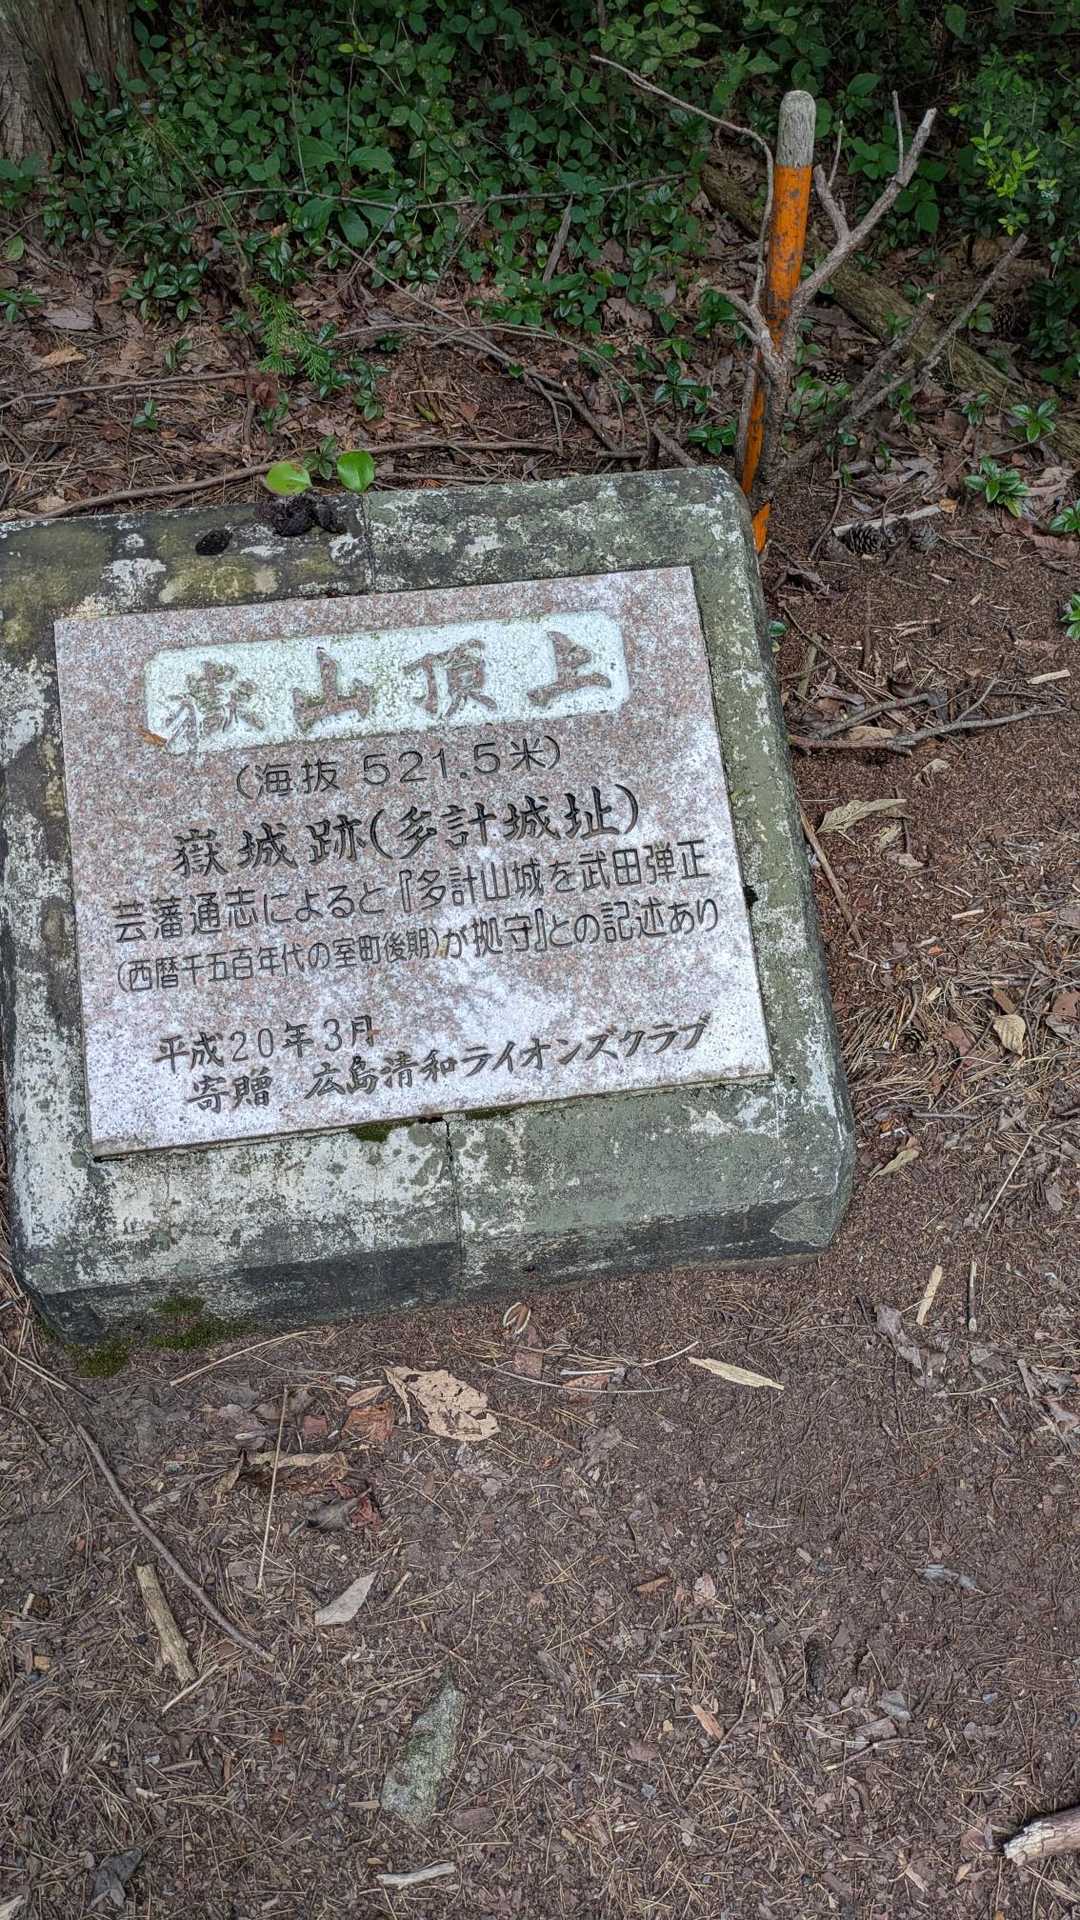 嶽山頂上
(海抜 521.5米)
嶽城跡(多計城址)
芸藩通志によると『多計山城を武田弾正
(西暦千五百年代の室町後期)が拠守』との記述あり
平成20年3月
寄贈 広島清和ライオンズクラブ